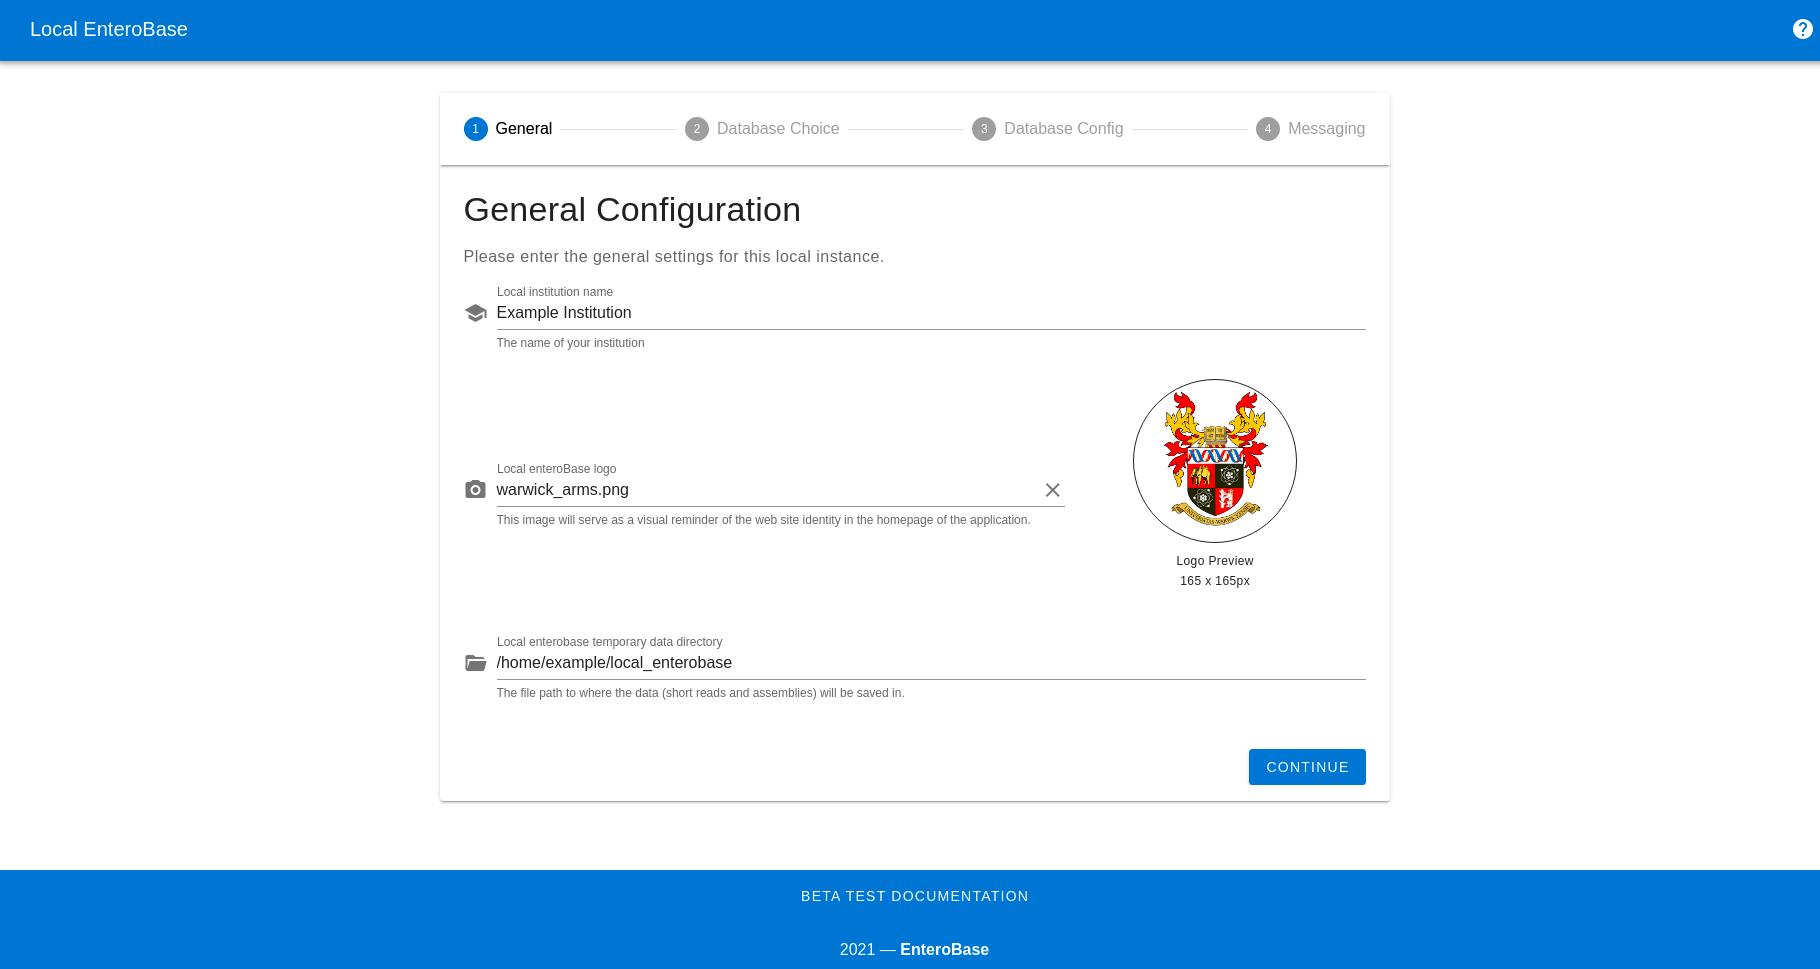 Local EnteroBase
1 General 2 Database Choice 3 Database Config 4 Messaging
General Configuration
Please enter the general settings for this local instance.
Local institution name
Example Institution
The name of your institution
Local enteroBase logo
warwick_arms.png
This image will serve as a visual reminder of the web site identity in the homepage of the application.
Logo Preview
165 x 165px
Local enterobase temporary data directory
/home/example/local_enterobase
The file path to where the data (short reads and assemblies) will be saved in.
CONTINUE
BETA TEST DOCUMENTATION
2021 — EnteroBase